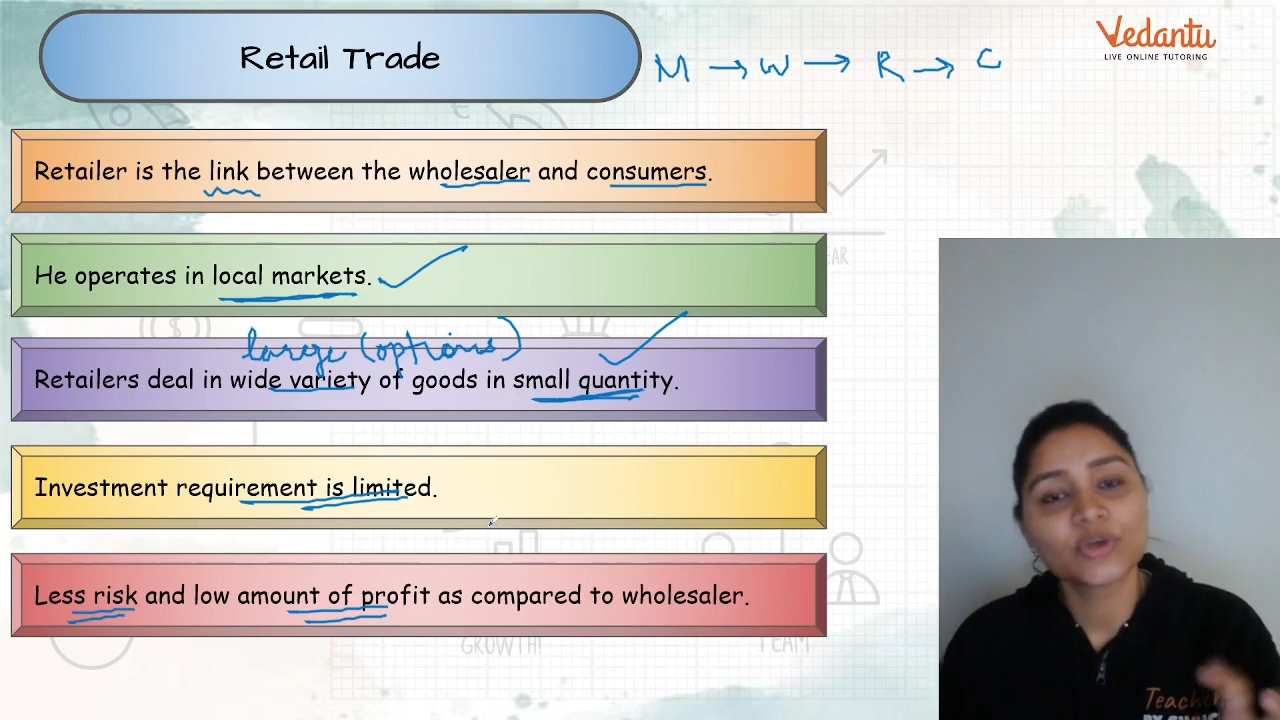 Retail Trade
M → W → R → C
Vedantu
LIVE ONLINE TUTORING
Retailer is the link between the wholesaler and consumers.
He operates in local markets.
large (options)
Retailers deal in wide variety of goods in small quantity.
Investment requirement is limited.
Less risk and low amount of profit as compared to wholesaler.
GROWTH!
TEAM